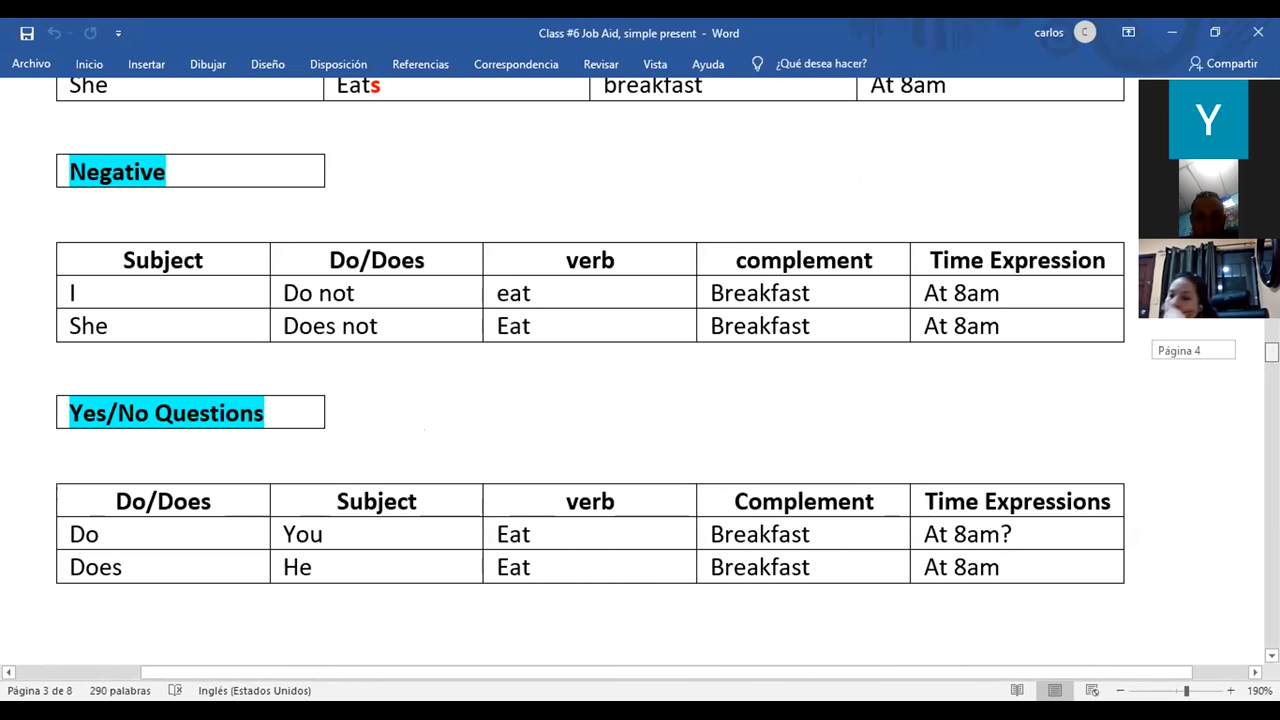 Class #6 Job Aid, simple present - Word
carlos C
Archivo Inicio Insertar Dibujar Diseño Disposición Referencias Correspondencia Revisar Vista Ayuda ¿Qué desea hacer? Compartir
She Eats breakfast At 8am
Y
Negative
Subject Do/Does verb complement Time Expression
I Do not eat Breakfast At 8am
She Does not Eat Breakfast At 8am
Página 4
Yes/No Questions
Do/Does Subject verb Complement Time Expressions
Do You Eat Breakfast At 8am?
Does He Eat Breakfast At 8am
Página 3 de 8 290 palabras Inglés (Estados Unidos) 190%